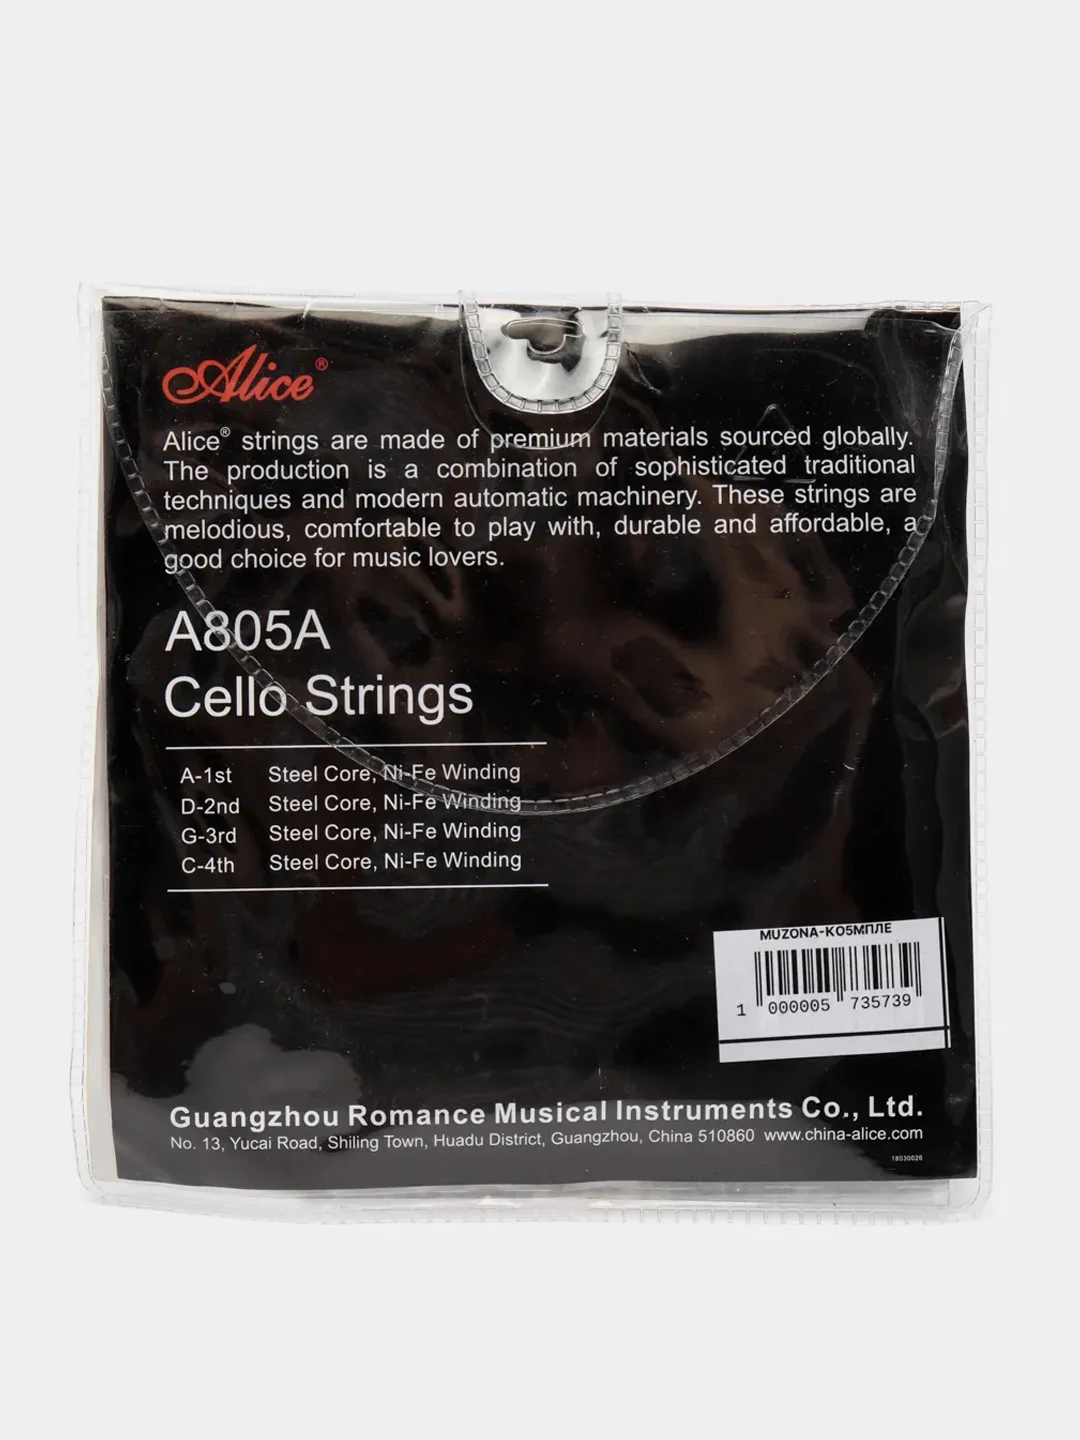 Alice®
Alice® strings are made of premium materials sourced globally.
The production is a combination of sophisticated traditional
techniques and modern automatic machinery. These strings are
melodious, comfortable to play with, durable and affordable, a
good choice for music lovers.
A805A
Cello Strings
A-1st Steel Core, Ni-Fe Winding
D-2nd Steel Core, Ni-Fe Winding
G-3rd Steel Core, Ni-Fe Winding
C-4th Steel Core, Ni-Fe Winding
MUZONA-KO5МПЛЕ
1 000005 735739
Guangzhou Romance Musical Instruments Co., Ltd.
No. 13, Yucai Road, Shiling Town, Huadu District, Guangzhou, China 510860 www.china-alice.com
18030026